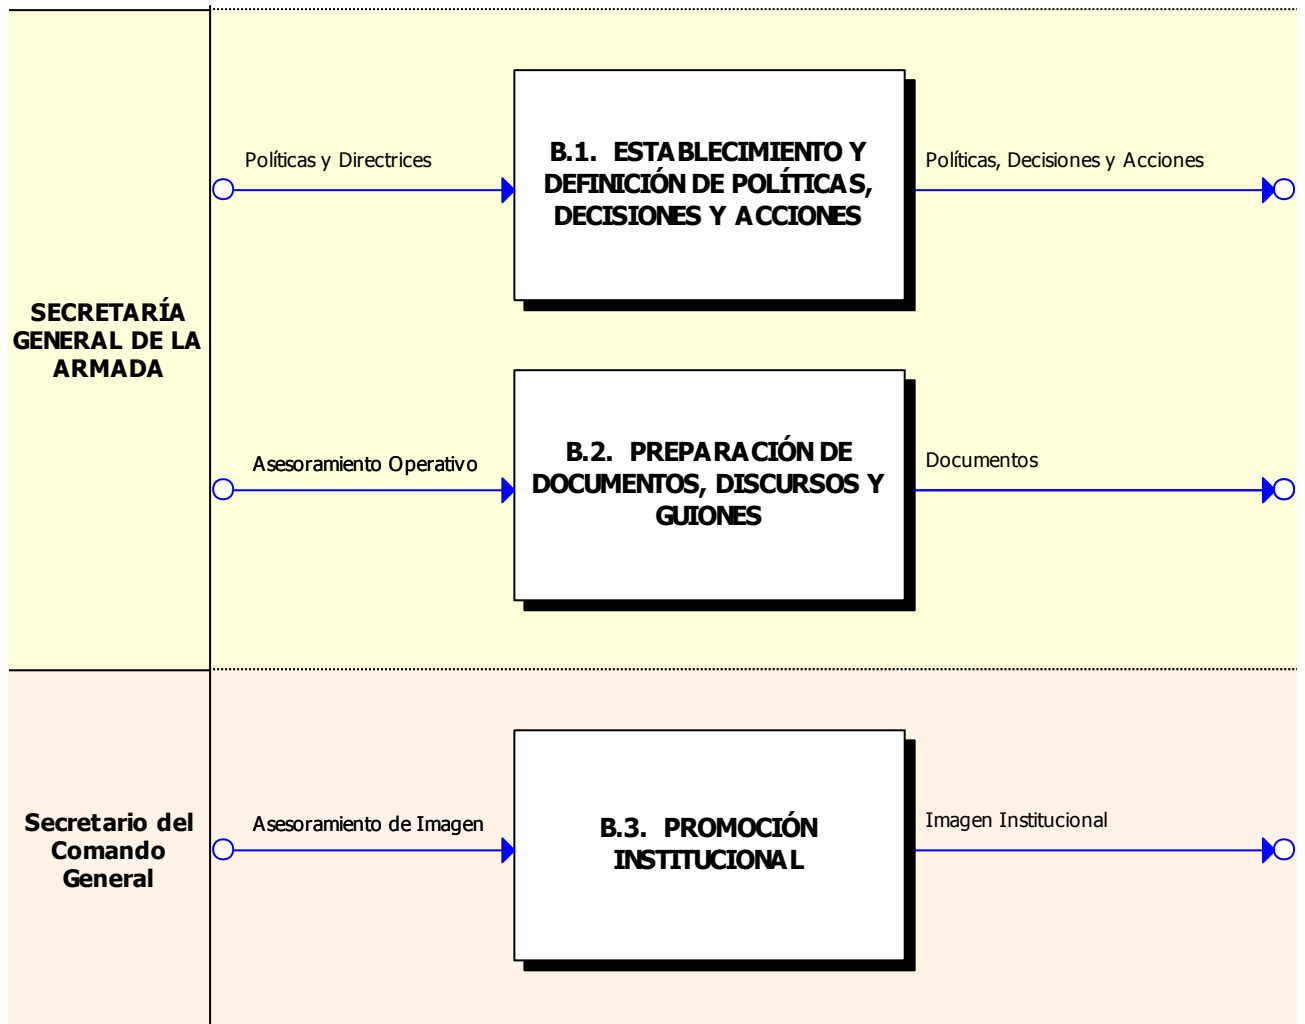 SECRETARÍA
GENERAL DE LA
ARMADA
Políticas y Directrices
B.1. ESTABLECIMIENTO Y
DEFINICIÓN DE POLÍTICAS,
DECISIONES Y ACCIONES
Políticas, Decisiones y Acciones
Asesoramiento Operativo
B.2. PREPARACIÓN DE
DOCUMENTOS, DISCURSOS Y
GUIONES
Documentos
Secretario del
Comando
General
Asesoramiento de Imagen
B.3. PROMOCIÓN
INSTITUCIONAL
Imagen Institucional